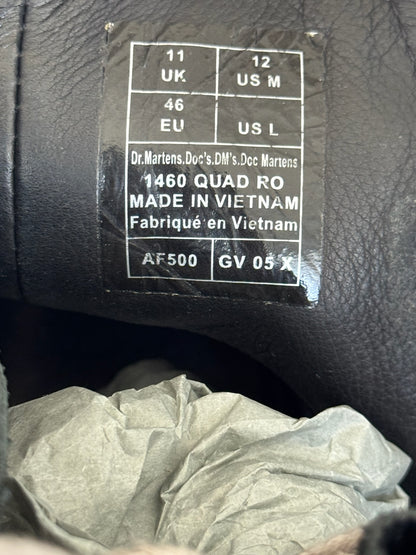 11 12
UK US M
46
EU US L
Dr.Martens.Doc's.DM's.Doc Martens
1460 QUAD RO
MADE IN VIETNAM
Fabriqué en Vietnam
AF500 GV 05 X